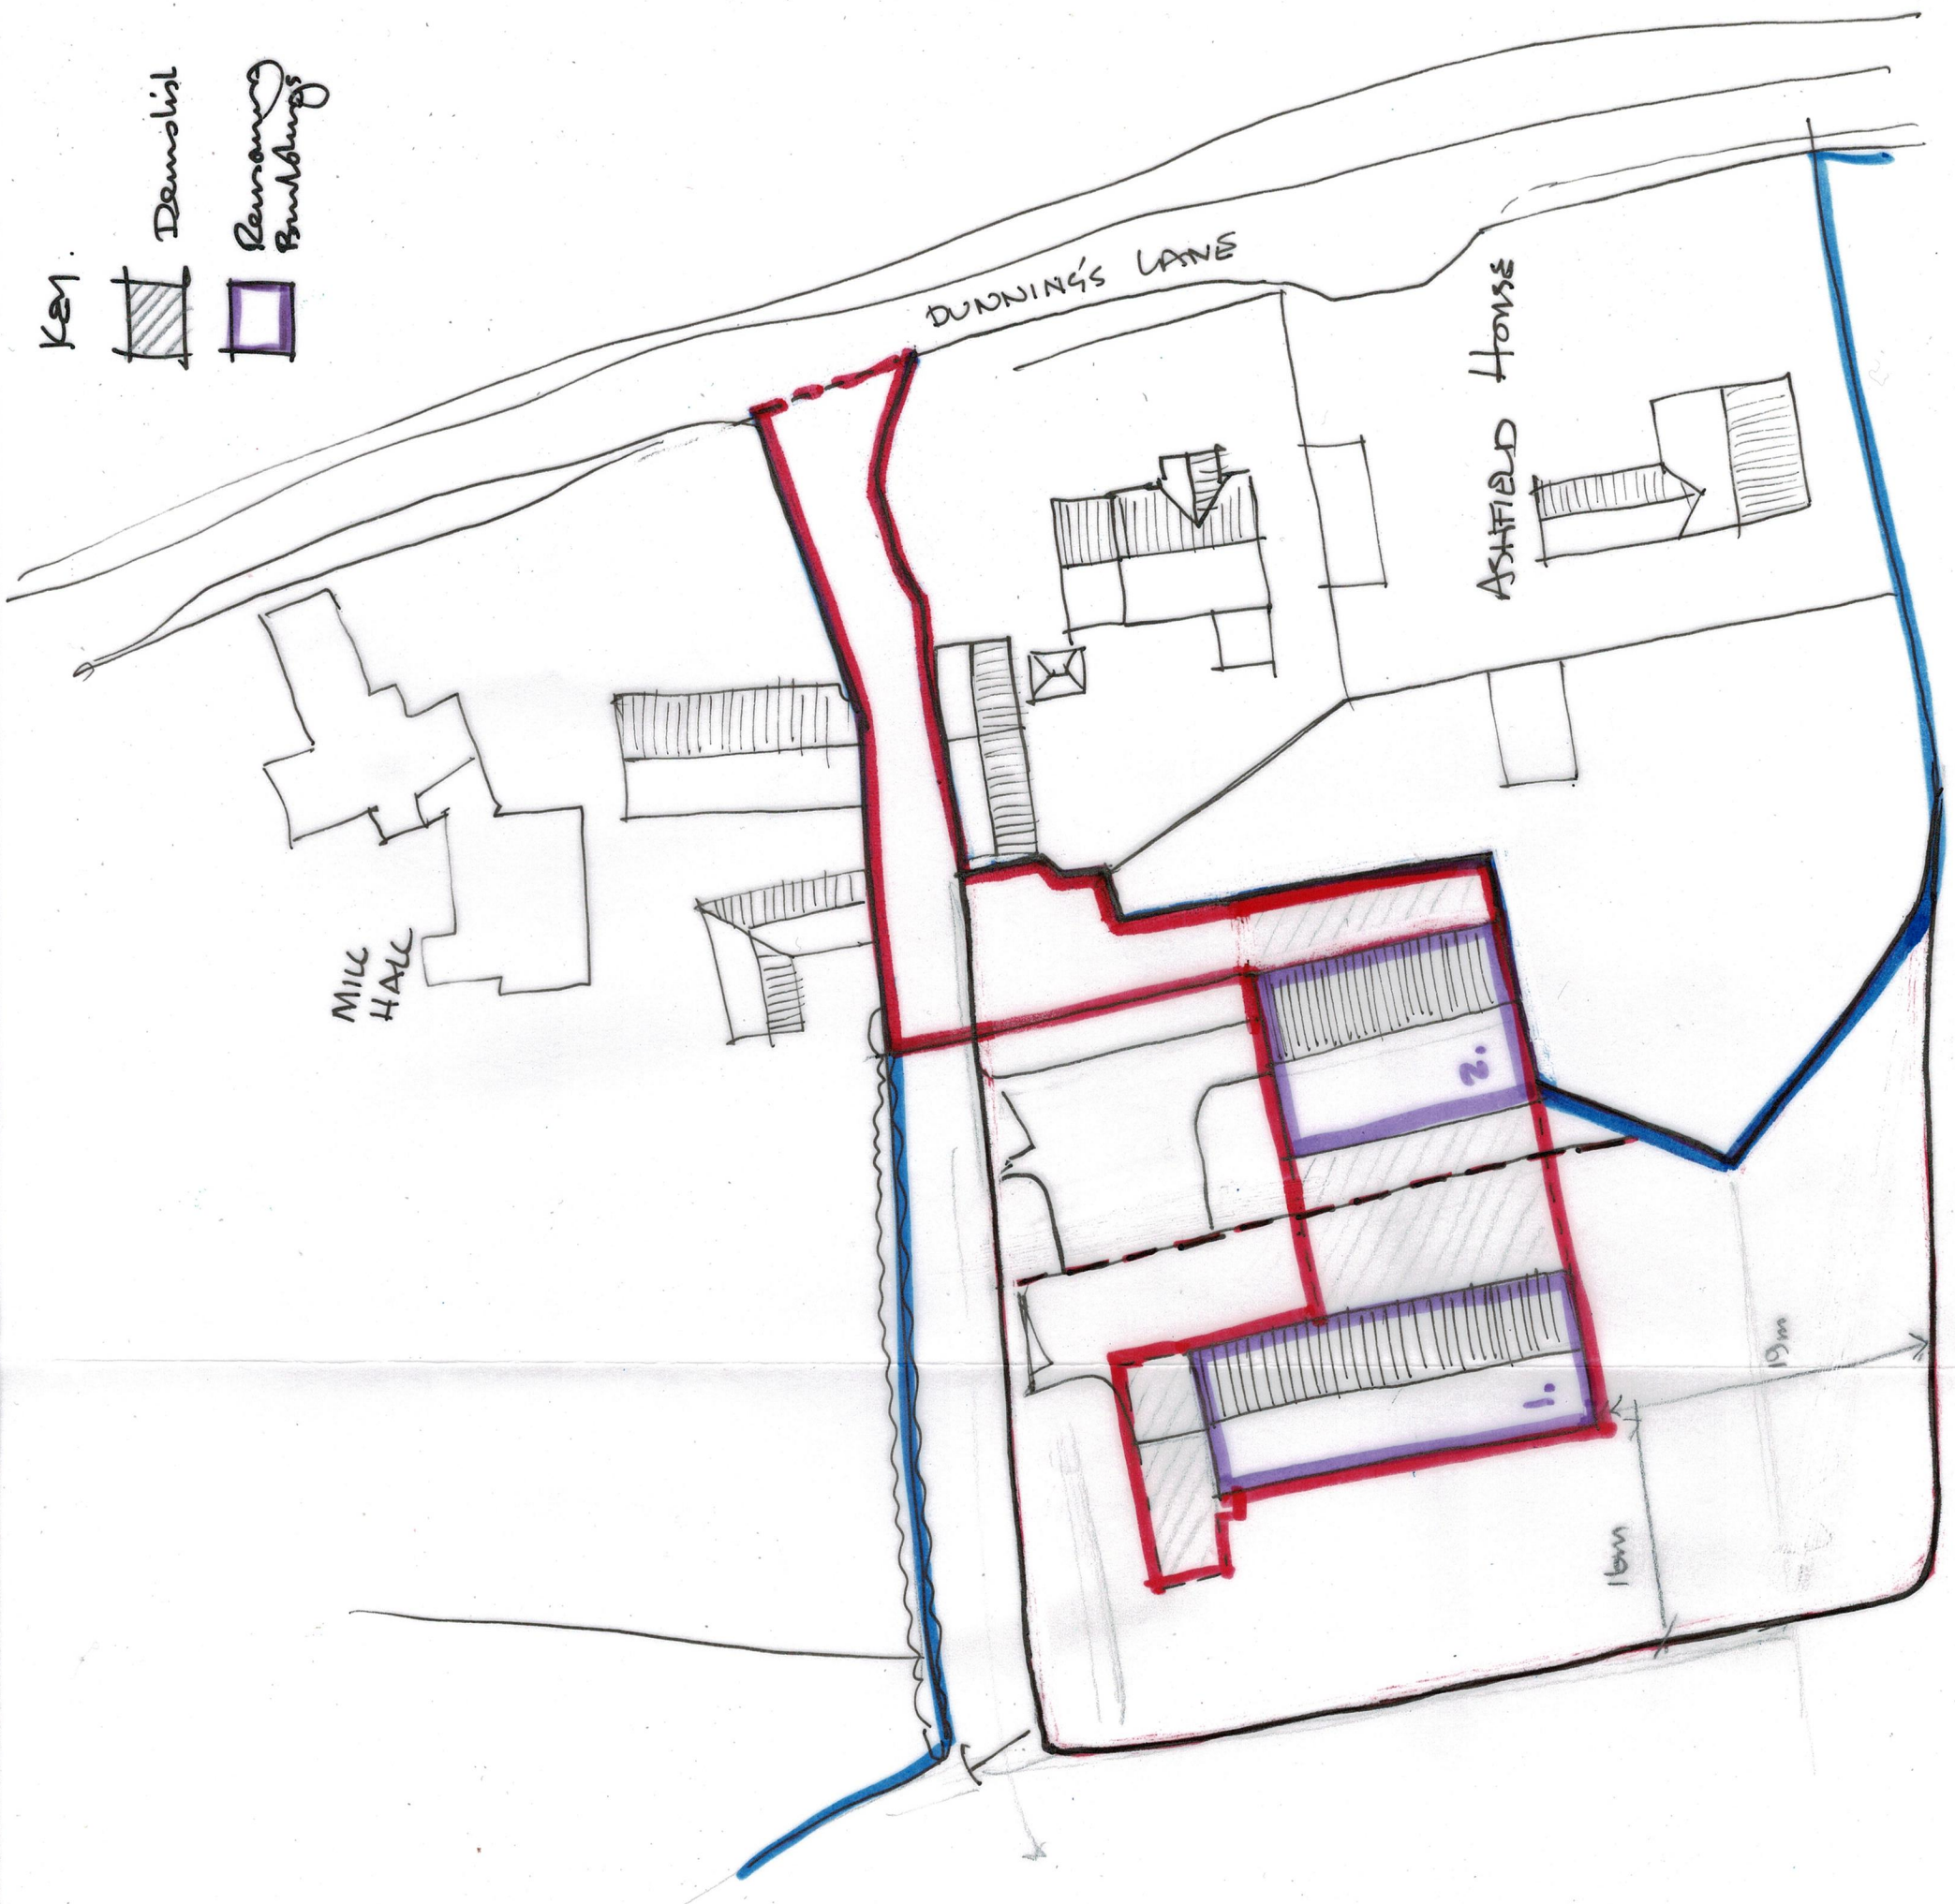 KEY.
Demolish
Remaining
Buildings
DUNNING'S LANE
ASHFIELD HOUSE
MILL
HALL
2.
1.
19m
16m